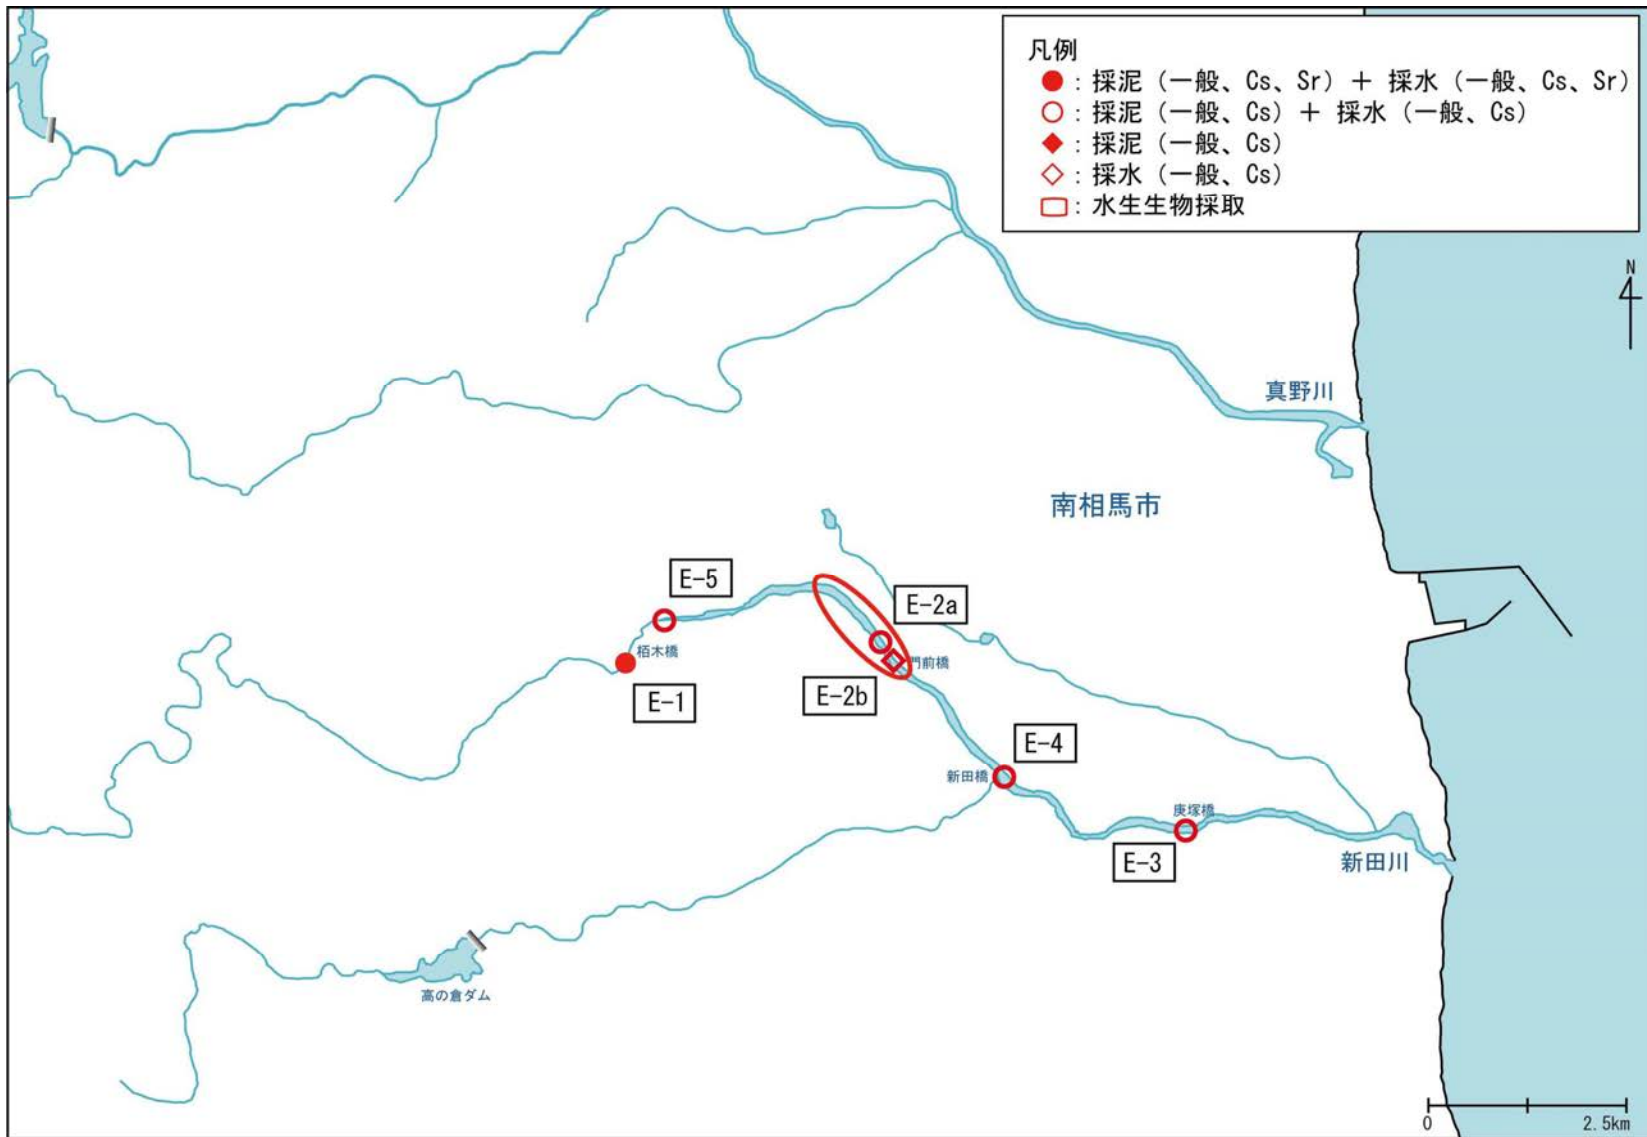 凡例
：採泥（一般、Cs、Sr）＋ 採水（一般、Cs、Sr）
：採泥（一般、Cs）＋ 採水（一般、Cs）
：採泥（一般、Cs）
：採水（一般、Cs）
：水生生物採取
N
真野川
南相馬市
E-5
E-2a
栢木橋
門前橋
E-1
E-2b
E-4
新田橋
庚塚橋
E-3
新田川
高の倉ダム
0
2.5km